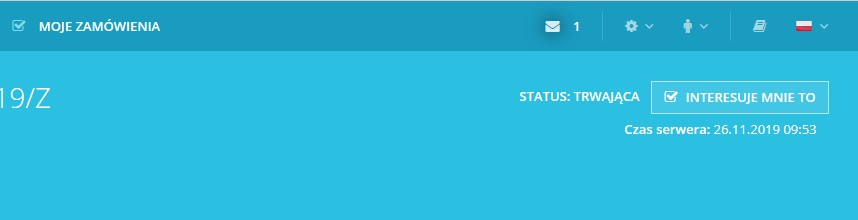 MOJE ZAMÓWIENIA
1
19/Z
STATUS: TRWAJĄCA
INTERESUJE MNIE TO
Czas serwera: 26.11.2019 09:53